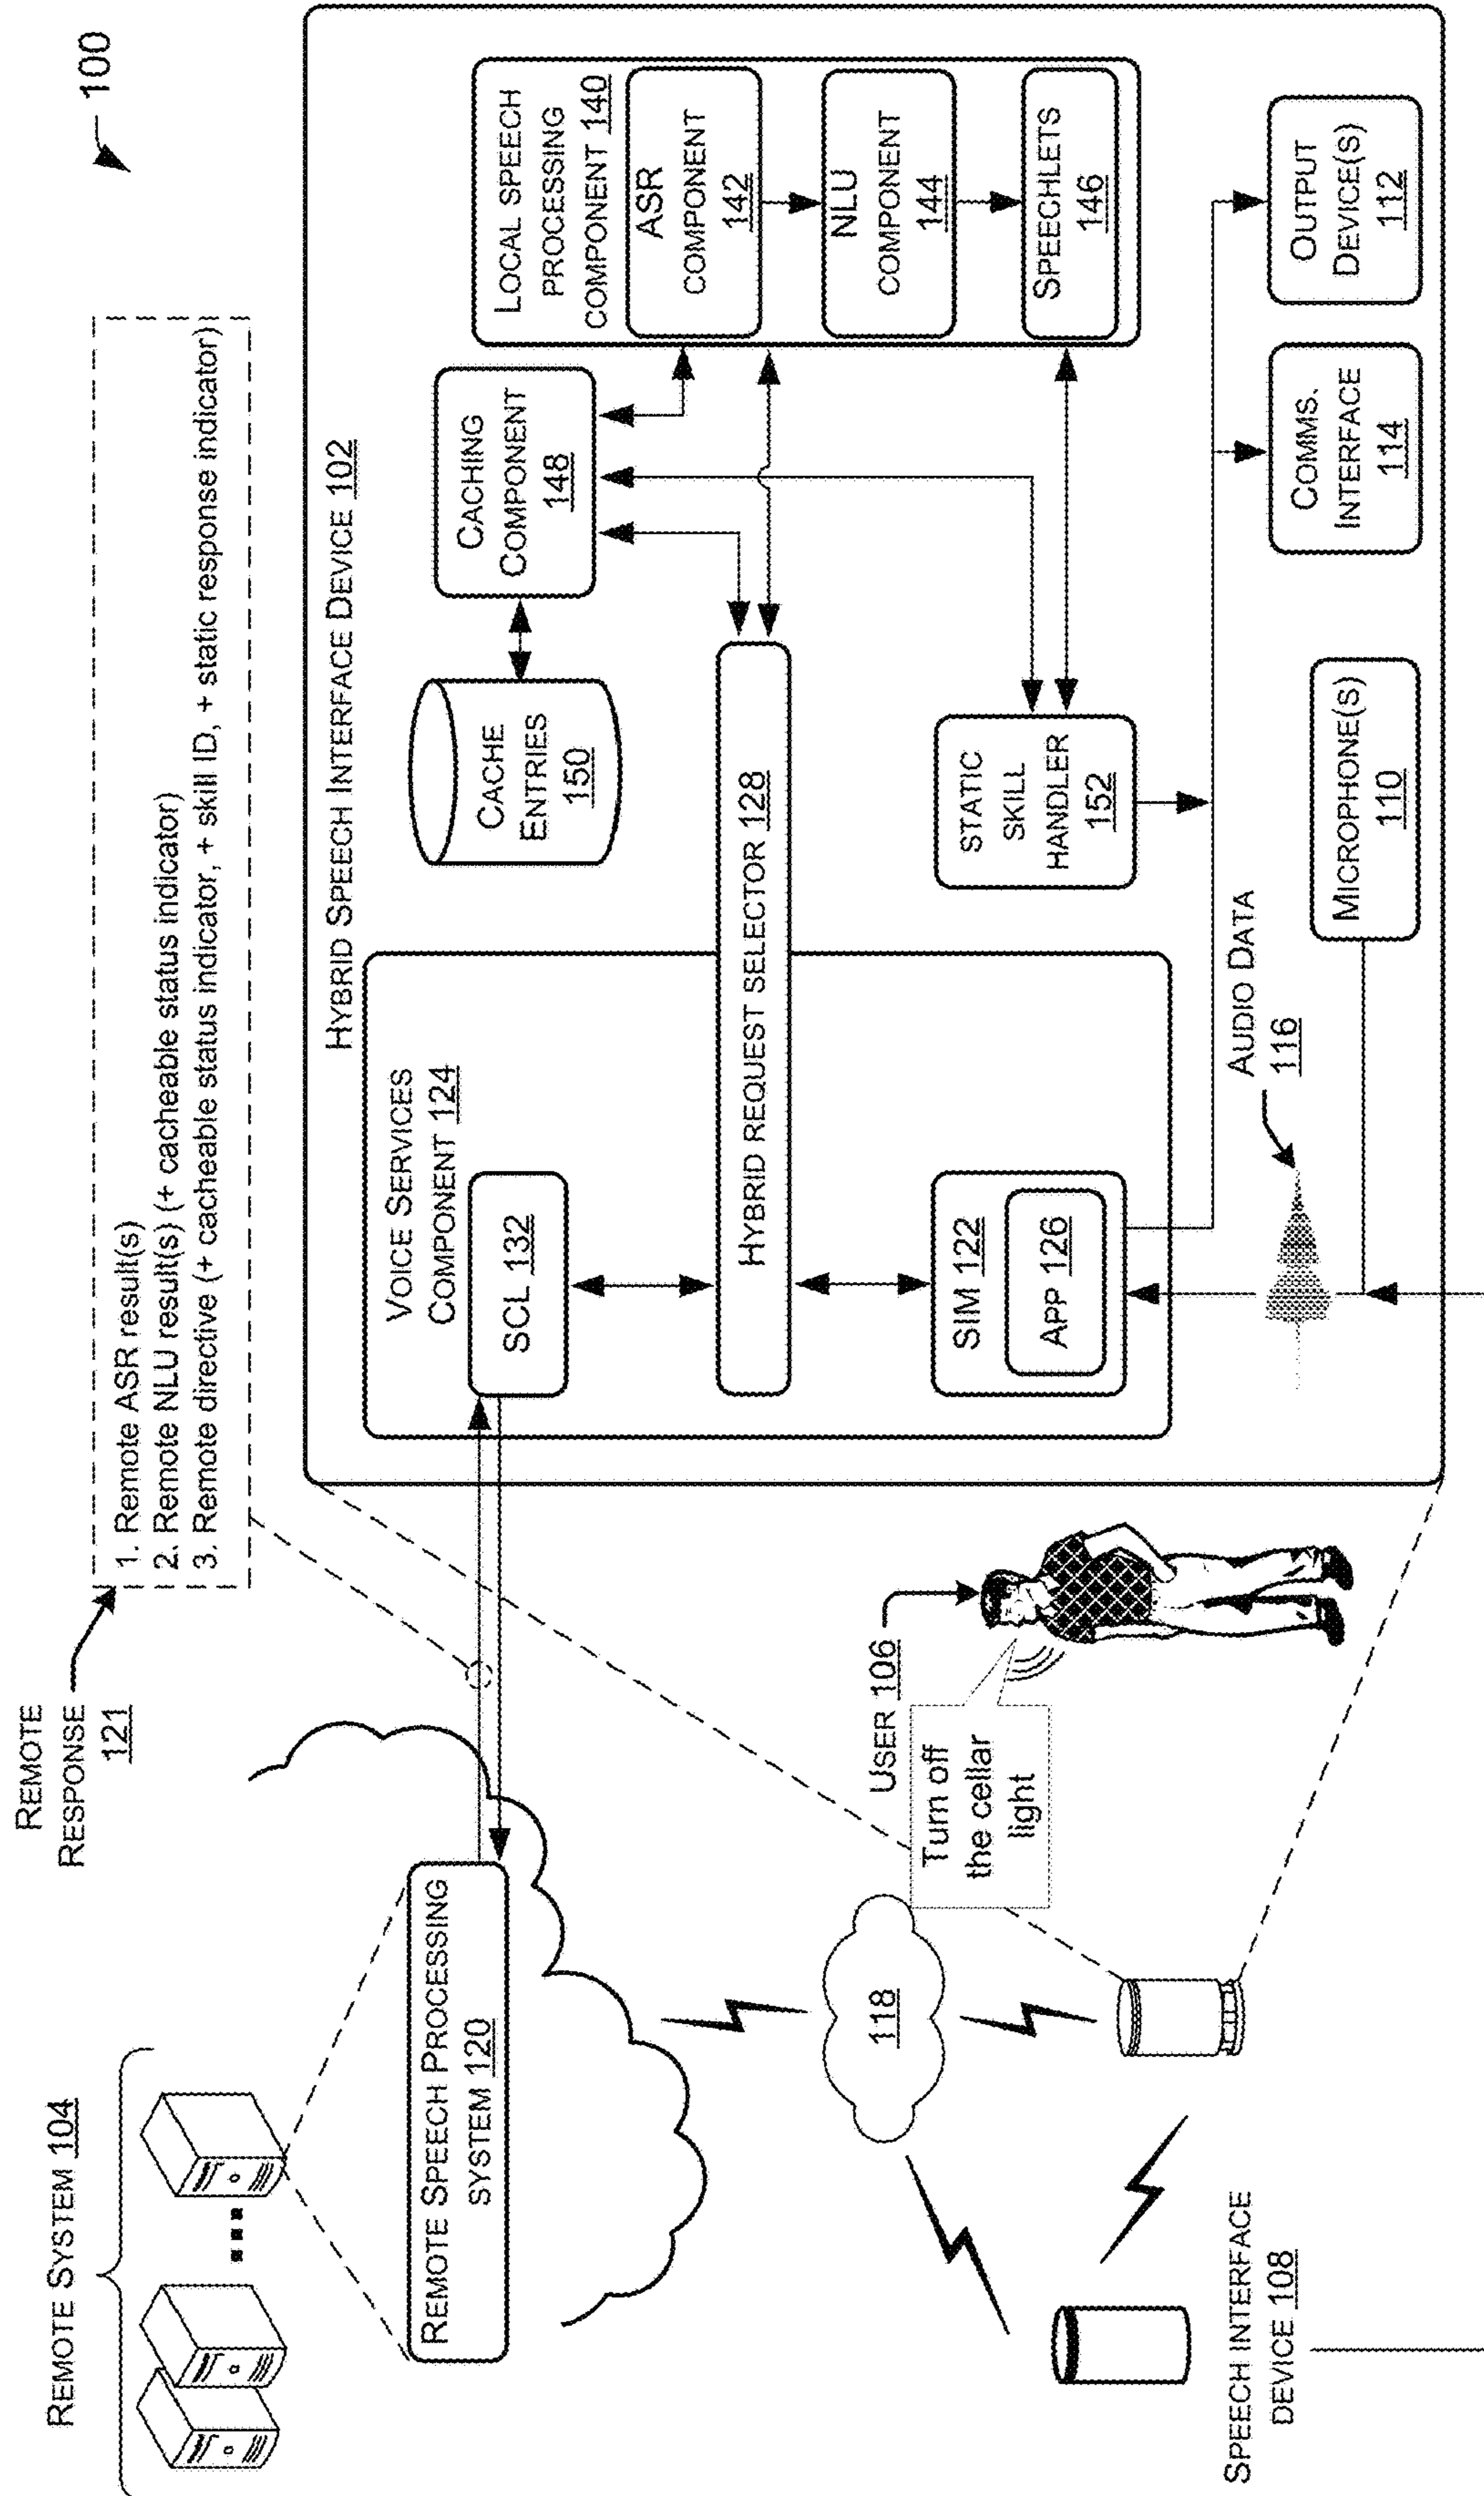 100
REMOTE
RESPONSE
121
1. Remote ASR result(s)
2. Remote NLU result(s) (+ cacheable status indicator)
3. Remote directive (+ cacheable status indicator, + skill ID, + static response indicator)
REMOTE SYSTEM 104
REMOTE SPEECH PROCESSING
SYSTEM 120
118
SPEECH INTERFACE
DEVICE 108
USER 106
Turn off
the cellar
light
HYBRID SPEECH INTERFACE DEVICE 102
VOICE SERVICES
COMPONENT 124
SCL 132
HYBRID REQUEST SELECTOR 128
SIM 122
APP 126
AUDIO DATA
116
MICROPHONE(S)
110
CACHE
ENTRIES
150
CACHING
COMPONENT
148
STATIC
SKILL
HANDLER
152
LOCAL SPEECH
PROCESSING
COMPONENT 140
ASR
COMPONENT
142
NLU
COMPONENT
144
SPEECHLETS
146
COMMS.
INTERFACE
114
OUTPUT
DEVICE(S)
112